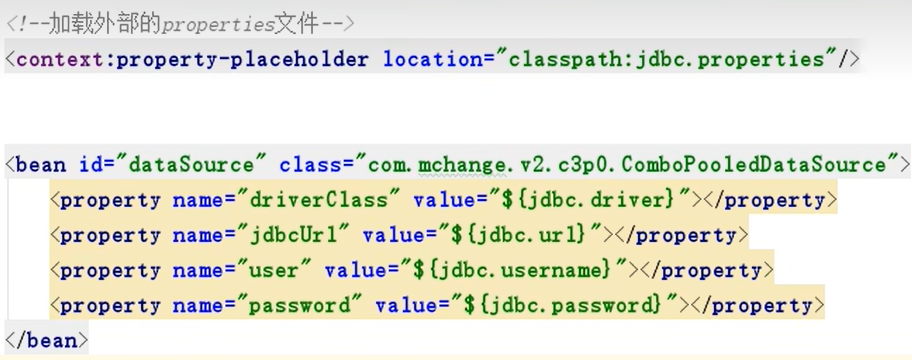 <!--加载外部的properties文件-->
<context:property-placeholder location="classpath:jdbc.properties"/>
<bean id="dataSource" class="com.mchange.v2.c3p0.ComboPooledDataSource">
<property name="driverClass" value="${jdbc.driver}"></property>
<property name="jdbcUrl" value="${jdbc.url}"></property>
<property name="user" value="${jdbc.username}"></property>
<property name="password" value="${jdbc.password}"></property>
</bean>